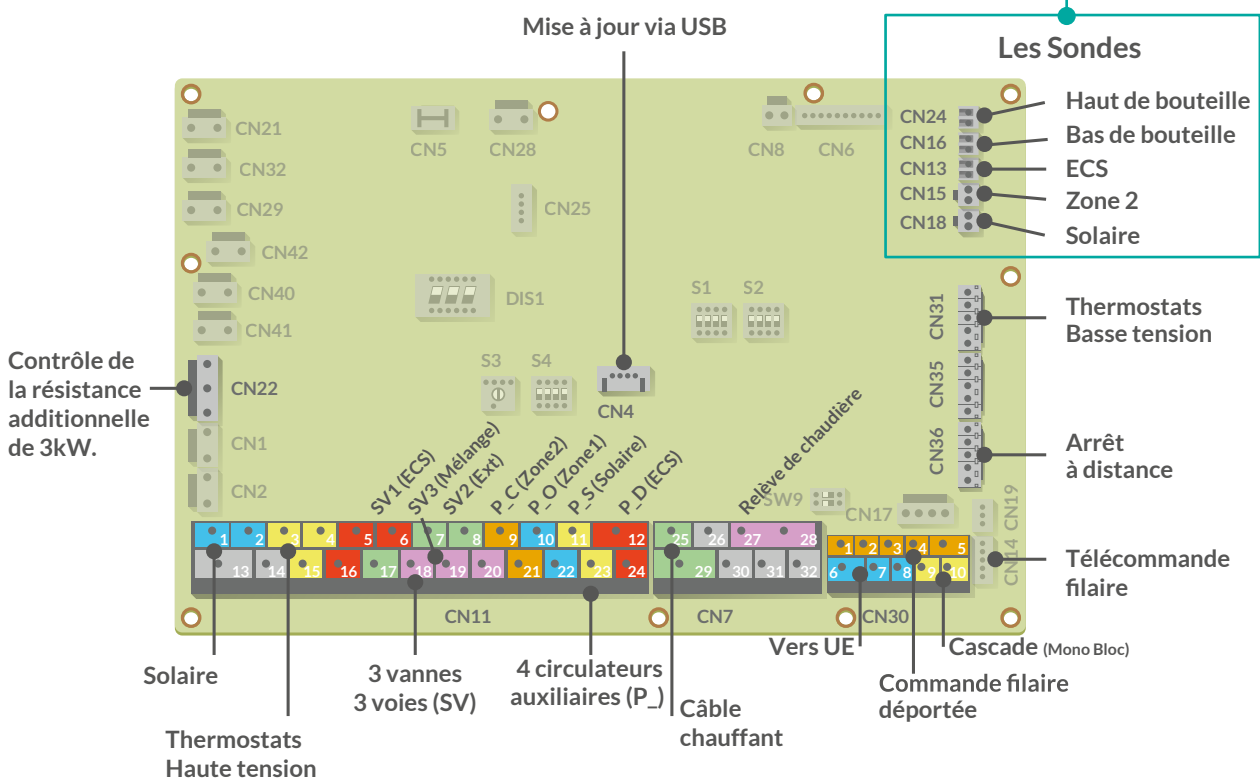 Mise à jour via USB
Les Sondes
CN24
Haut de bouteille
CN16
Bas de bouteille
CN13
ECS
CN15
Zone 2
CN18
Solaire
CN21
CN32
CN29
CN42
CN40
CN41
CN22
CN1
CN2
CN5
CN28
CN25
CN8
CN6
DIS1
S1
S2
S3
S4
CN4
CN31
CN35
CN36
Thermostats
Basse tension
Arrêt
à distance
Contrôle de
la résistance
additionnelle
de 3kW.
SV1 (ECS)
SV3 (Mélange)
SV2 (Ext)
P_C (Zone2)
P_O (Zone1)
P_S (Solaire)
P_D (ECS)
Relève de chaudière
SW9
CN17
CN19
CN14
Télécommande
filaire
1 2 3 4 5 6 7 8 9 10 11 12
13 14 15 16 17 18 19 20 21 22 23 24
25 26 27 28
29 30 31 32
1 2 3 4 5
6 7 8 9 10
CN11
CN7
CN30
Solaire
Thermostats
Haute tension
3 vannes
3 voies (SV)
4 circulateurs
auxiliaires (P_)
Câble
chauffant
Vers UE
Cascade (Mono Bloc)
Commande filaire
déportée